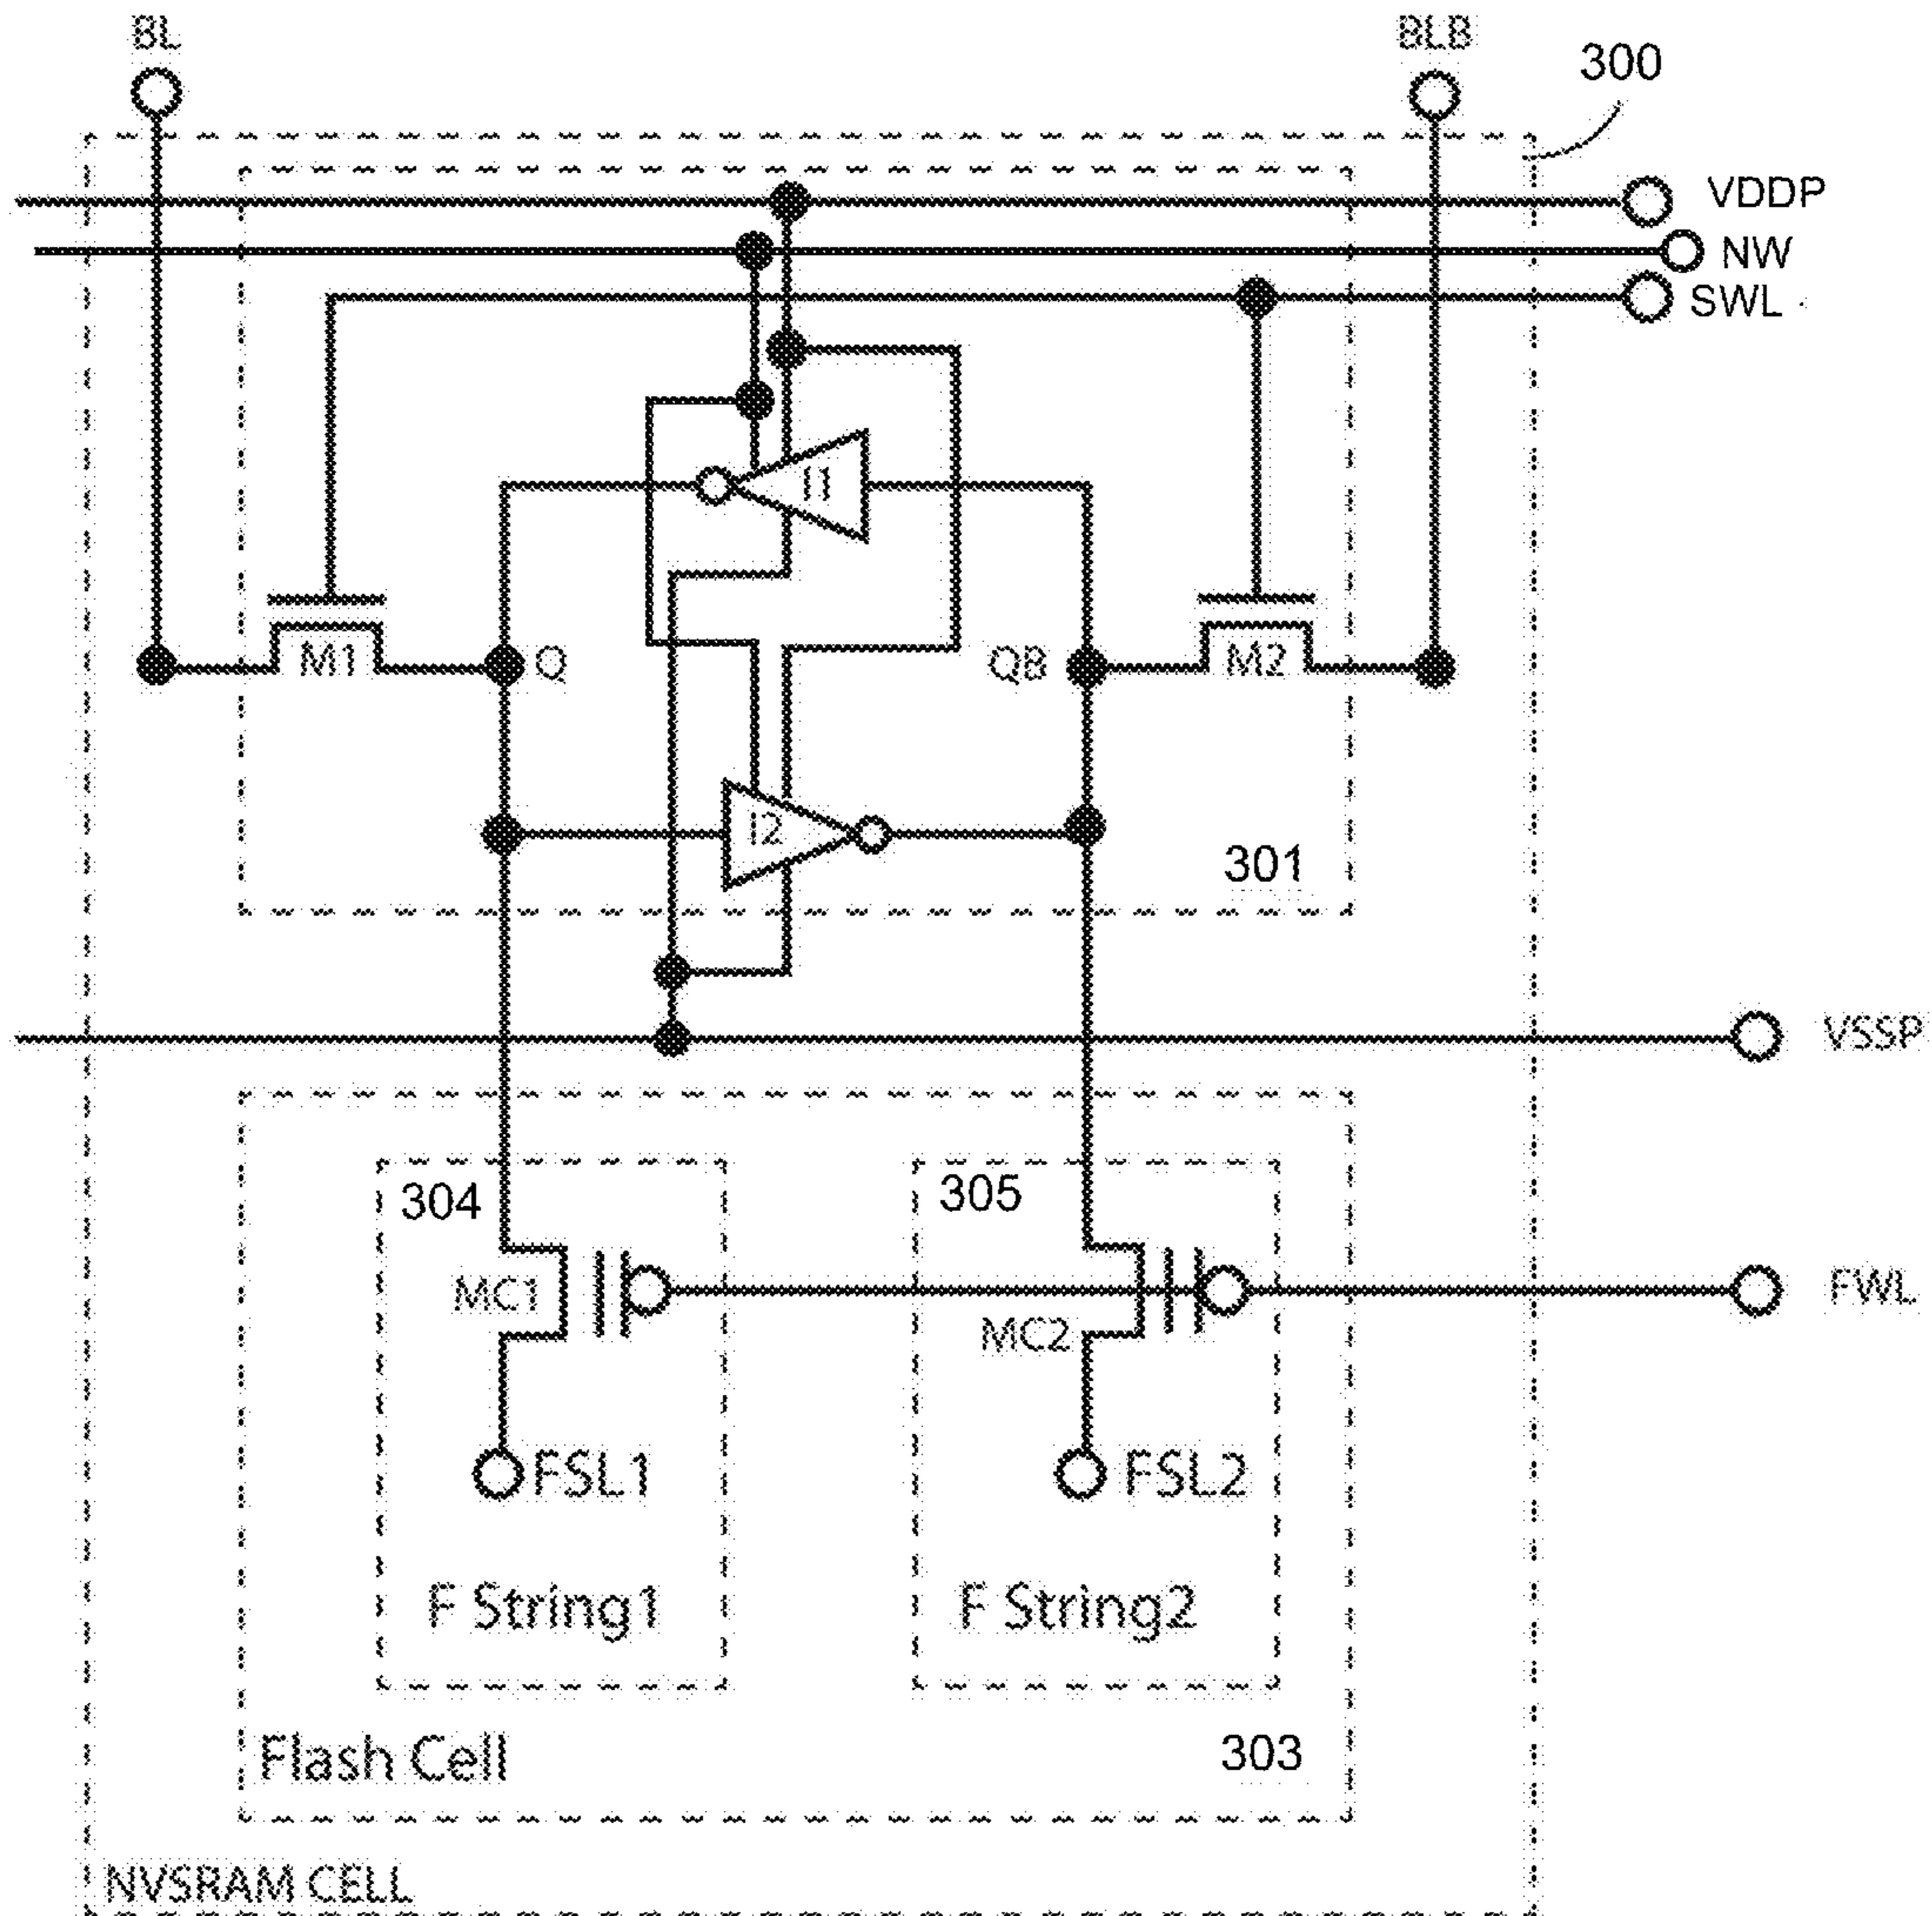 BL
BLB
300
VDDP
NW
SWL
I1
M1
Q
QB
M2
I2
301
VSSP
304
305
MC1
MC2
FWL
FSL1
FSL2
F String1
F String2
Flash Cell
303
NVSRAM CELL